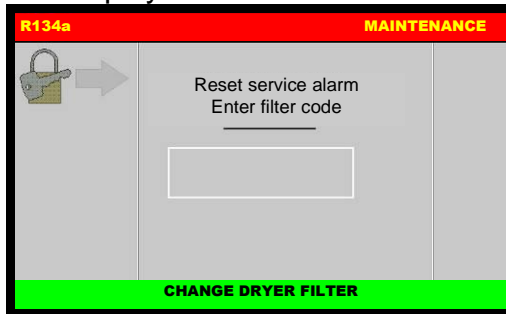 R134a MAINTENANCE
Reset service alarm
Enter filter code
CHANGE DRYER FILTER